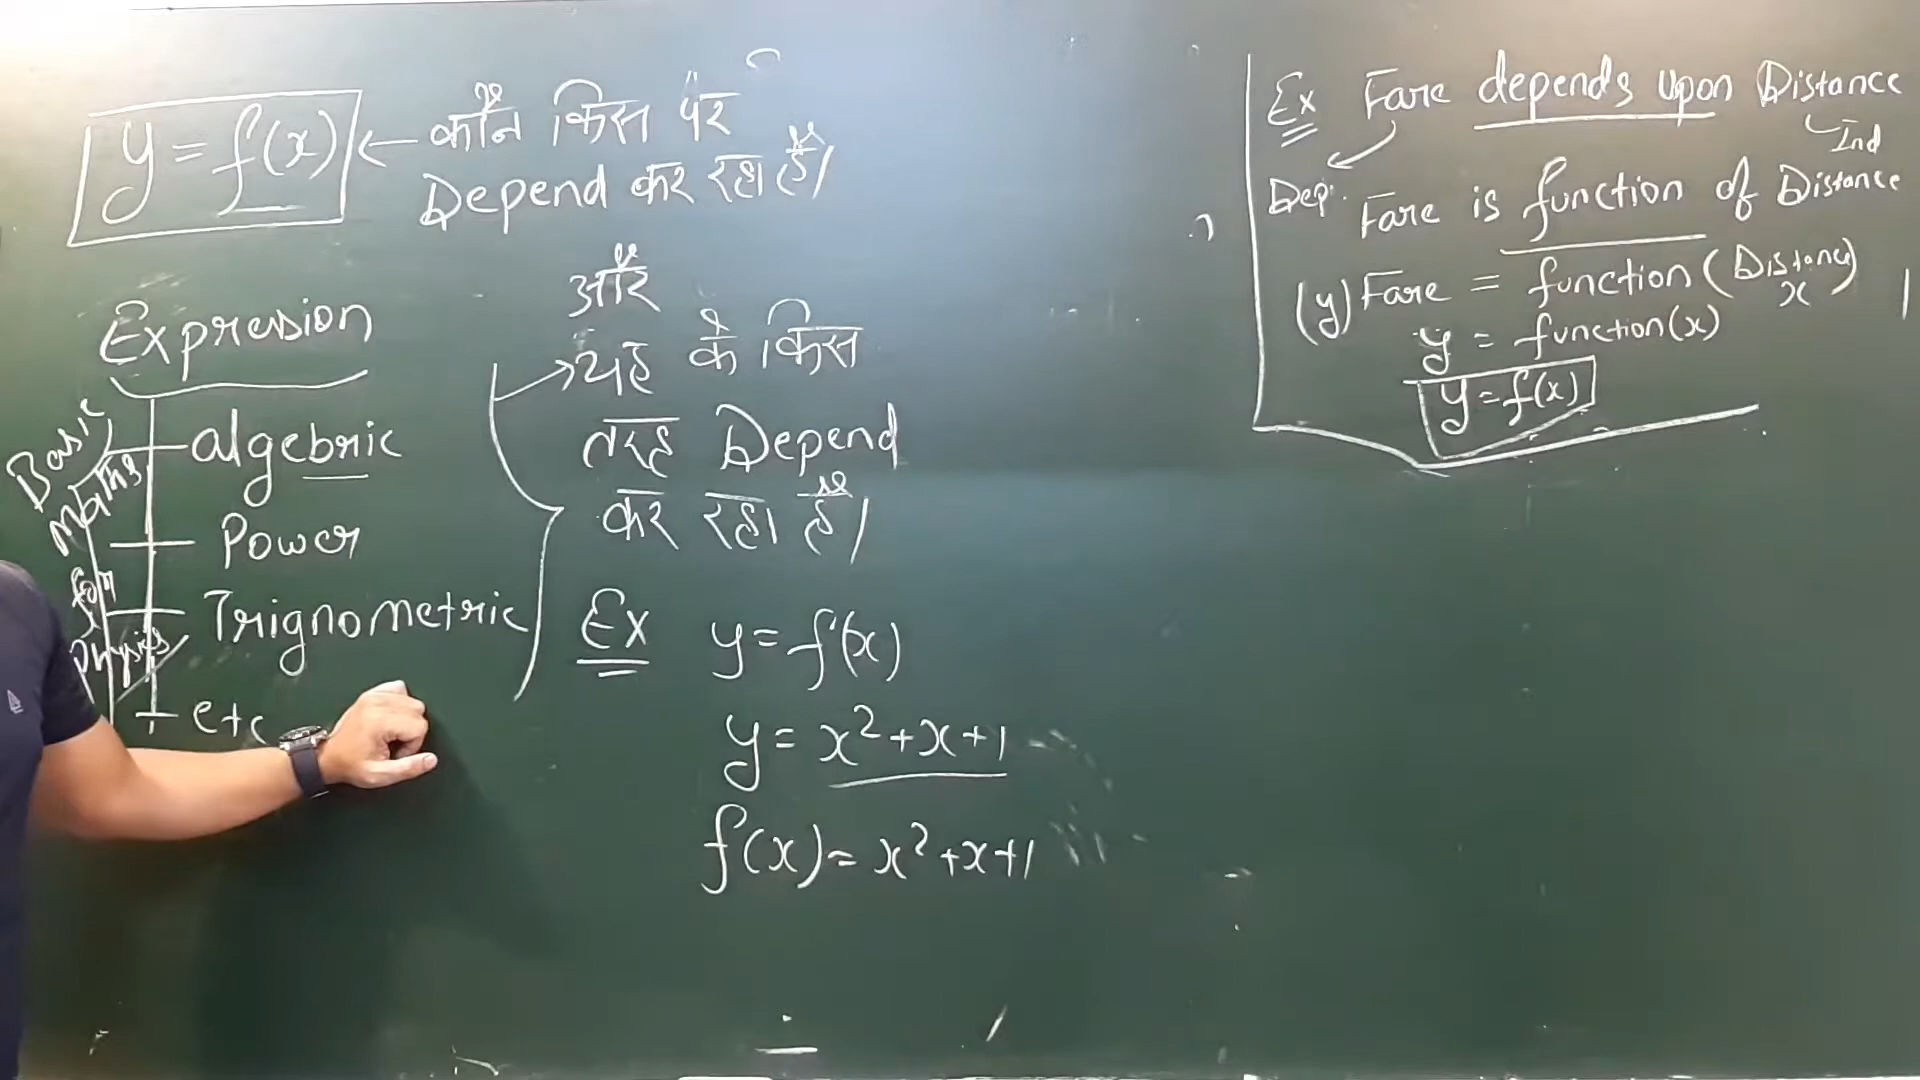 y = f(x) ← कौन किस पर
Depend कर रहा है।
और
यह के किस
तरह Depend
कर रहा है।
Expression
algebric
Power
Trignometric
etc
Basic
Maths
for
Physics
Ex y = f(x)
y = x²+x+1
f(x) = x²+x+1
Ex Fare depends upon Distance
Ind
Dep.
Fare is function of Distance
(y) Fare = function (Distance)
x
y = function(x)
y = f(x)